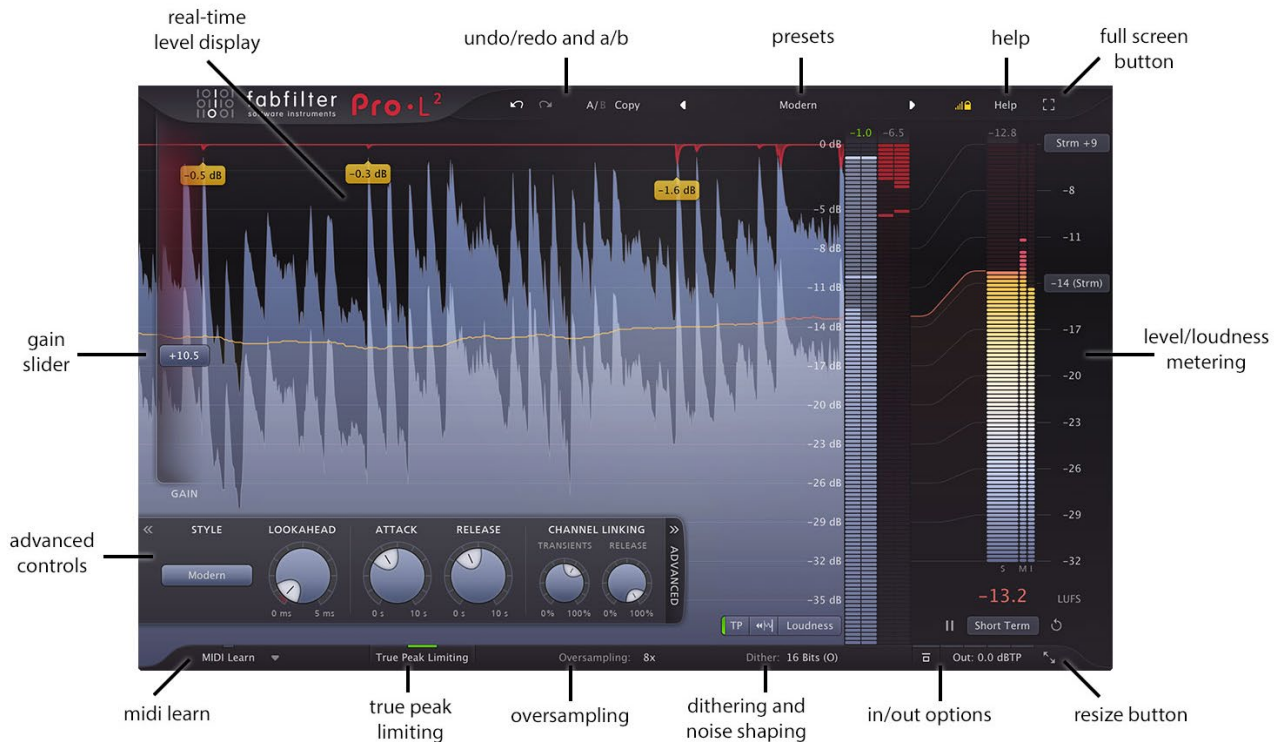 real-time
level display
undo/redo and a/b
presets
help
full screen
button
fabfilter
software instruments
Pro·L²
A/B Copy
Modern
Help
-1.0 -6.5
-12.8
0 dB
Strm +9
-0.5 dB
-0.3 dB
-1.6 dB
-5 dB
-8 dB
-11 dB
-14 dB
-17 dB
-20 dB
-23 dB
-26 dB
-29 dB
-32 dB
-35 dB
-8
-11
-14 (Strm)
-17
-20
-23
-26
-29
-32
S M I
-13.2 LUFS
Short Term
level/loudness
metering
gain
slider
+10.5
GAIN
advanced
controls
STYLE
Modern
LOOKAHEAD
0 ms 5 ms
ATTACK
0 s 10 s
RELEASE
0 s 10 s
CHANNEL LINKING
TRANSIENTS RELEASE
0% 100% 0% 100%
ADVANCED
TP Loudness
MIDI Learn
True Peak Limiting
Oversampling: 8x
Dither: 16 Bits (O)
Out: 0.0 dBTP
midi learn
true peak
limiting
oversampling
dithering and
noise shaping
in/out options
resize button